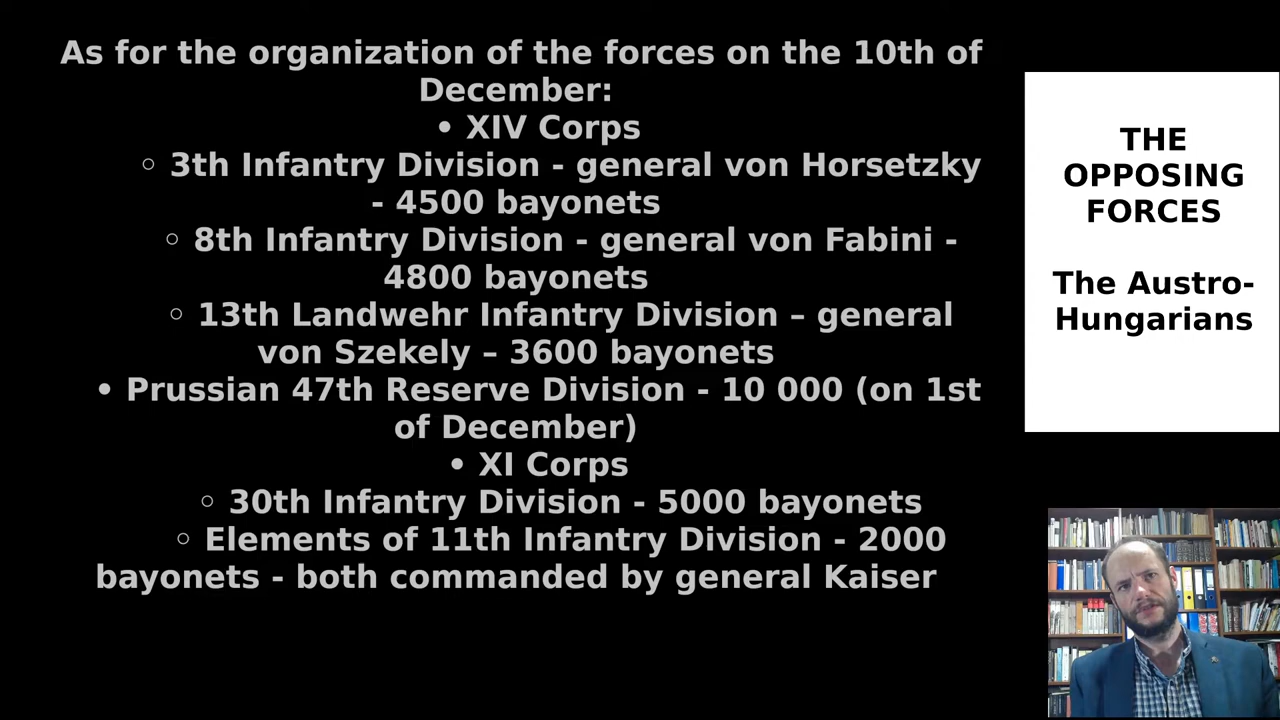 As for the organization of the forces on the 10th of
December:
• XIV Corps
◦ 3th Infantry Division - general von Horsetzky
- 4500 bayonets
◦ 8th Infantry Division - general von Fabini -
4800 bayonets
◦ 13th Landwehr Infantry Division – general
von Szekely – 3600 bayonets
• Prussian 47th Reserve Division - 10 000 (on 1st
of December)
• XI Corps
◦ 30th Infantry Division - 5000 bayonets
◦ Elements of 11th Infantry Division - 2000
bayonets - both commanded by general Kaiser
THE
OPPOSING
FORCES
The Austro-
Hungarians